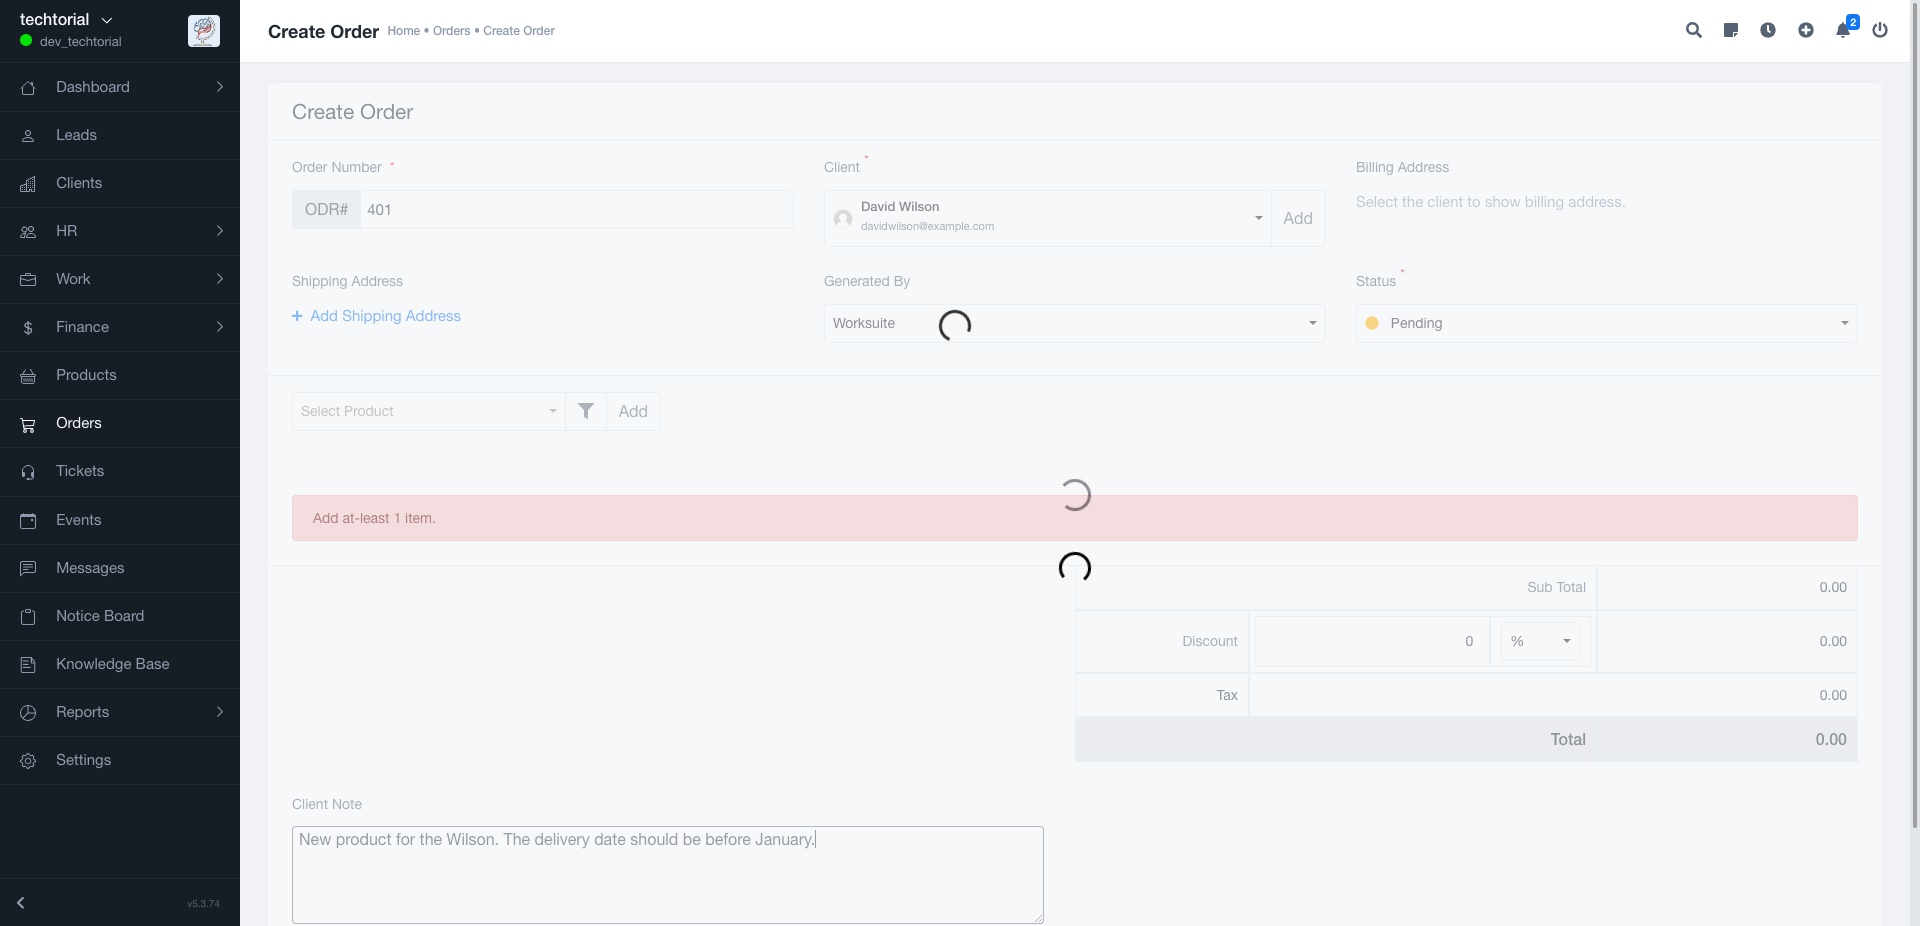 techtorial
dev_techtorial
Dashboard
Leads
Clients
HR
Work
Finance
Products
Orders
Tickets
Events
Messages
Notice Board
Knowledge Base
Reports
Settings
v5.3.74
Create Order Home • Orders • Create Order
2
Create Order
Order Number *
ODR# 401
Client *
David Wilson
davidwilson@example.com
Add
Billing Address
Select the client to show billing address.
Shipping Address
+ Add Shipping Address
Generated By
Worksuite
Status *
Pending
Select Product
Add
Add at-least 1 item.
Sub Total 0.00
Discount 0 % 0.00
Tax 0.00
Total 0.00
Client Note
New product for the Wilson. The delivery date should be before January.